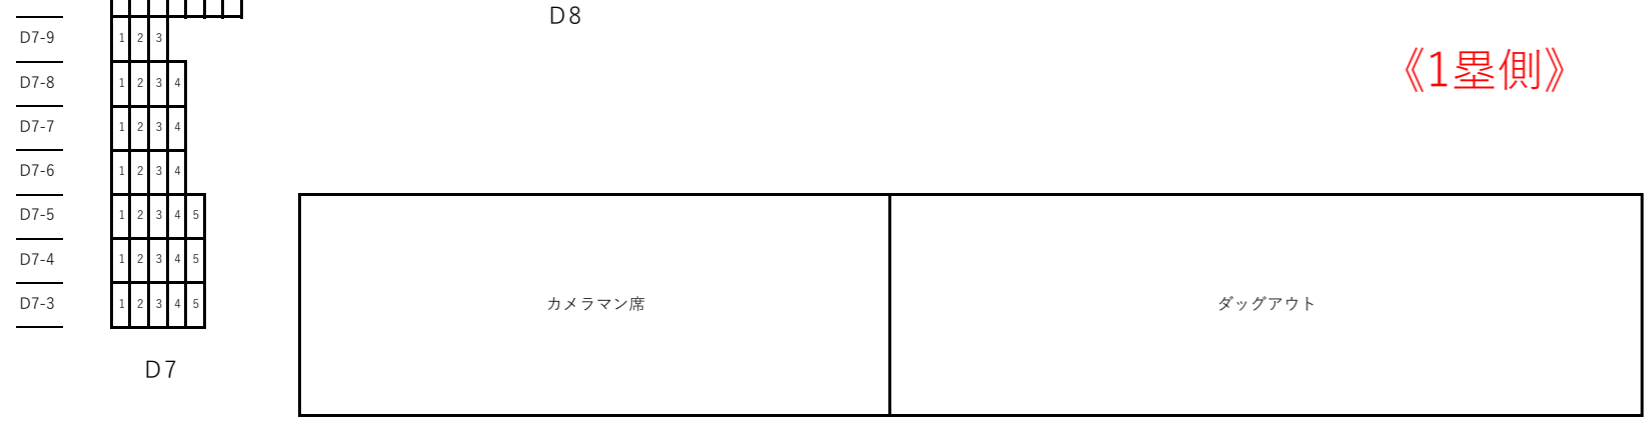 D8
D7-9 1 2 3
《1塁側》
D7-8 1 2 3 4
D7-7 1 2 3 4
D7-6 1 2 3 4
D7-5 1 2 3 4 5
D7-4 1 2 3 4 5
D7-3 1 2 3 4 5
カメラマン席
ダッグアウト
D7